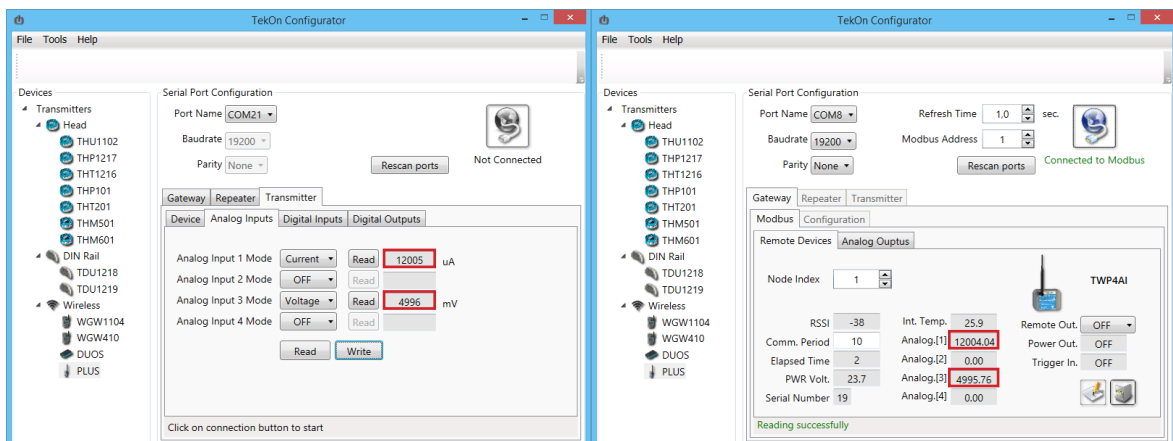 TekOn Configurator
File Tools Help
Devices
Transmitters
Head
THU1102
THP1217
THT1216
THP101
THT201
THM501
THM601
DIN Rail
TDU1218
TDU1219
Wireless
WGW1104
WGW410
DUOS
PLUS
Serial Port Configuration
Port Name COM21
Baudrate 19200
Parity None
Rescan ports
Not Connected
Gateway Repeater Transmitter
Device Analog Inputs Digital Inputs Digital Outputs
Analog Input 1 Mode Current Read 12005 uA
Analog Input 2 Mode OFF Read
Analog Input 3 Mode Voltage Read 4996 mV
Analog Input 4 Mode OFF Read
Read Write
Click on connection button to start
TekOn Configurator
File Tools Help
Devices
Transmitters
Head
THU1102
THP1217
THT1216
THP101
THT201
THM501
THM601
DIN Rail
TDU1218
TDU1219
Wireless
WGW1104
WGW410
DUOS
PLUS
Serial Port Configuration
Port Name COM8 Refresh Time 1,0 sec.
Baudrate 19200 Modbus Address 1
Parity None Rescan ports Connected to Modbus
Gateway Repeater Transmitter
Modbus Configuration
Remote Devices Analog Ouptus
Node Index 1 TWP4AI
RSSI -38 Int. Temp. 25.9 Remote Out. OFF
Comm. Period 10 Analog.[1] 12004.04 Power Out. OFF
Elapsed Time 2 Analog.[2] 0.00 Trigger In. OFF
PWR Volt. 23.7 Analog.[3] 4995.76
Serial Number 19 Analog.[4] 0.00
Reading successfully